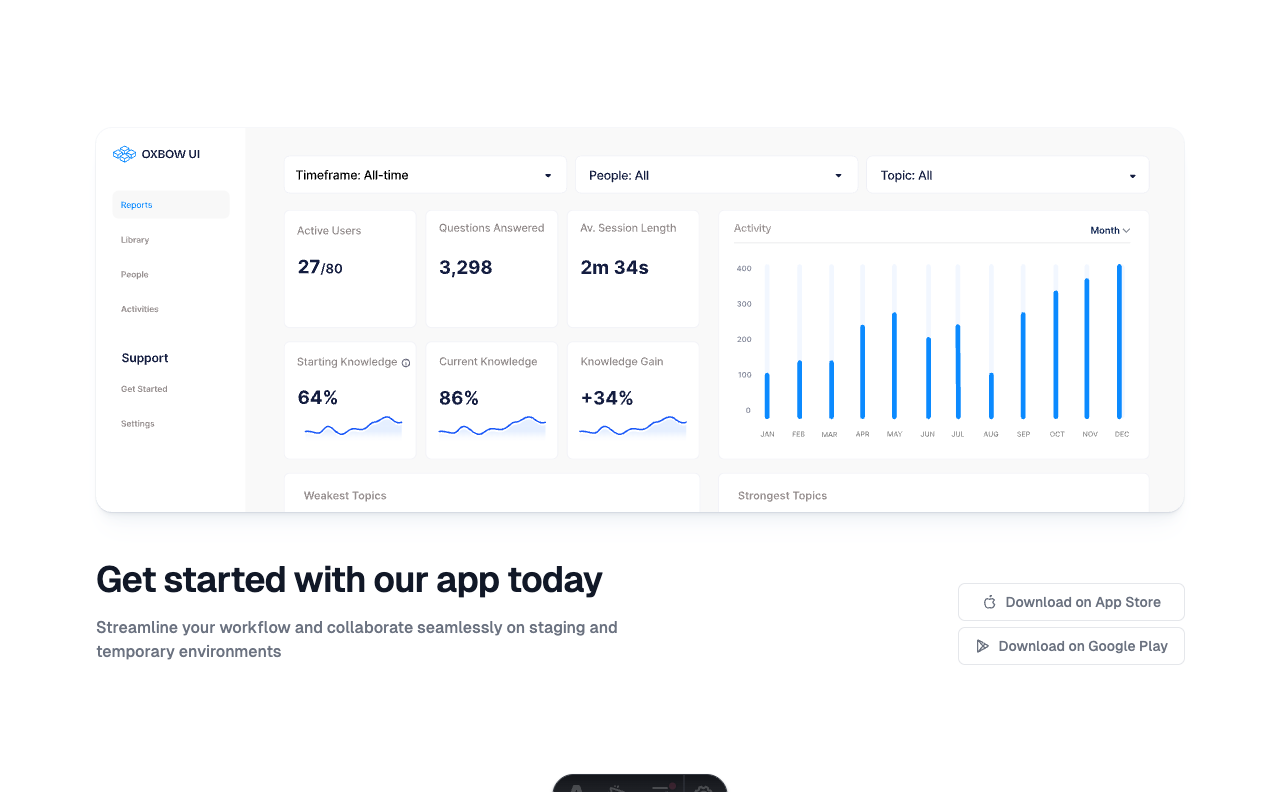 OXBOW UI
Reports
Library
People
Activities
Support
Get Started
Settings
Timeframe: All-time
People: All
Topic: All
Active Users
27/80
Questions Answered
3,298
Av. Session Length
2m 34s
Starting Knowledge
64%
Current Knowledge
86%
Knowledge Gain
+34%
Activity
Month
400
300
200
100
0
JAN FEB MAR APR MAY JUN JUL AUG SEP OCT NOV DEC
Weakest Topics
Strongest Topics
Get started with our app today
Streamline your workflow and collaborate seamlessly on staging and
temporary environments
Download on App Store
Download on Google Play